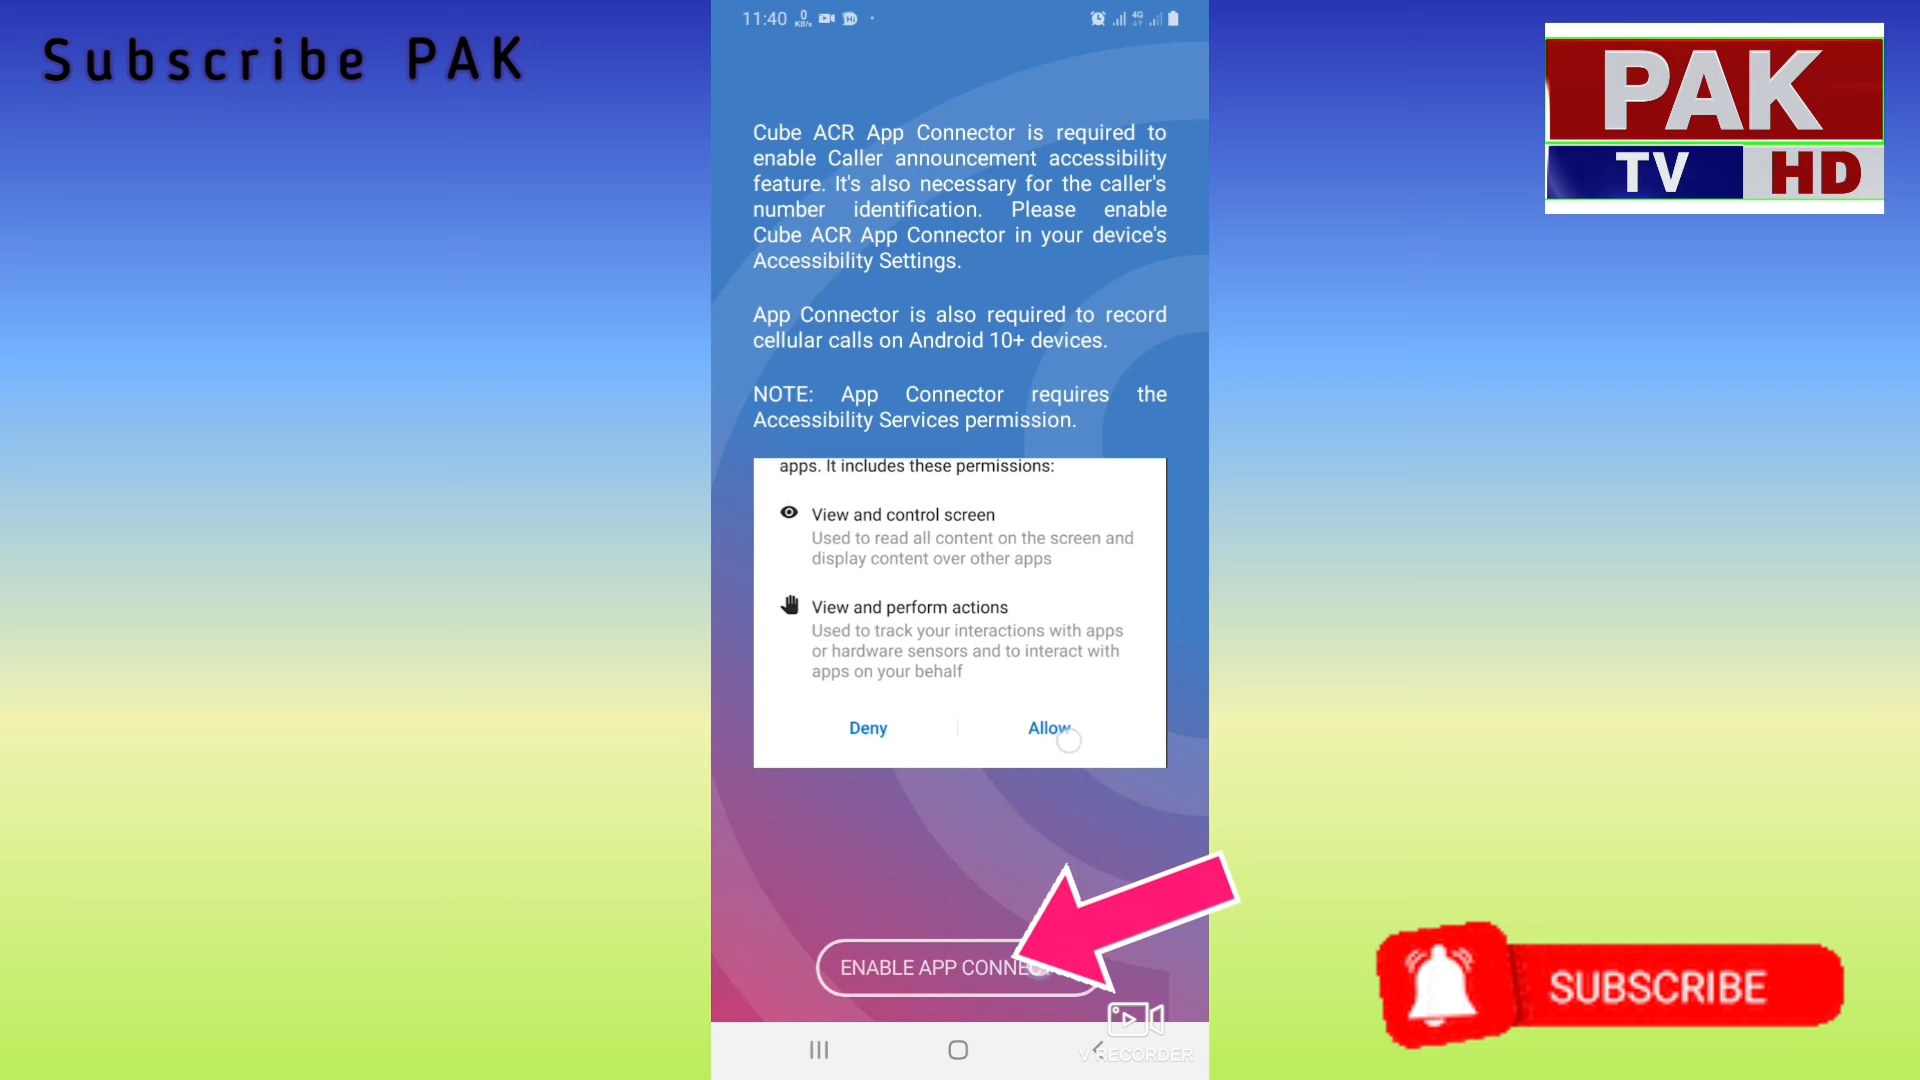 Subscribe PAK
11:40
0
KB/s
4G
PAK
TV HD
Cube ACR App Connector is required to
enable Caller announcement accessibility
feature. It's also necessary for the caller's
number identification. Please enable
Cube ACR App Connector in your device's
Accessibility Settings.
App Connector is also required to record
cellular calls on Android 10+ devices.
NOTE: App Connector requires the
Accessibility Services permission.
apps. It includes these permissions:
View and control screen
Used to read all content on the screen and
display content over other apps
View and perform actions
Used to track your interactions with apps
or hardware sensors and to interact with
apps on your behalf
Deny
Allow
ENABLE APP
SUBSCRIBE
V RECORDER